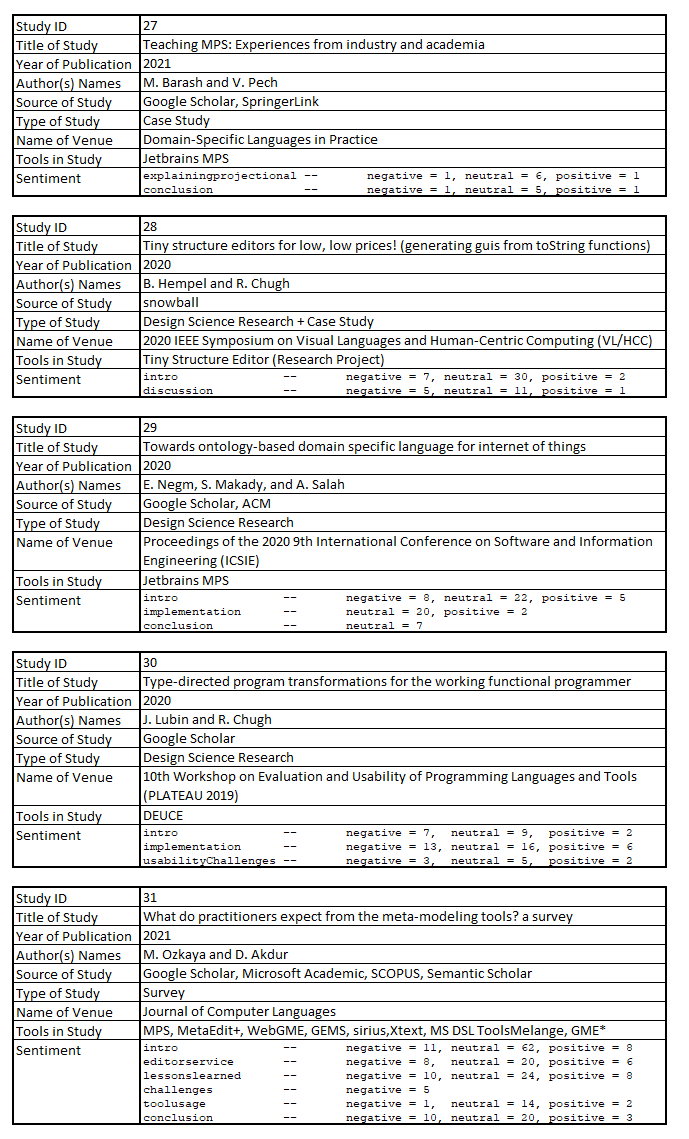 Study ID 27
Title of Study Teaching MPS: Experiences from industry and academia
Year of Publication 2021
Author(s) Names M. Barash and V. Pech
Source of Study Google Scholar, SpringerLink
Type of Study Case Study
Name of Venue Domain-Specific Languages in Practice
Tools in Study Jetbrains MPS
Sentiment explainingprojectional -- negative = 1, neutral = 6, positive = 1
conclusion -- negative = 1, neutral = 5, positive = 1
Study ID 28
Title of Study Tiny structure editors for low, low prices! (generating guis from toString functions)
Year of Publication 2020
Author(s) Names B. Hempel and R. Chugh
Source of Study snowball
Type of Study Design Science Research + Case Study
Name of Venue 2020 IEEE Symposium on Visual Languages and Human-Centric Computing (VL/HCC)
Tools in Study Tiny Structure Editor (Research Project)
Sentiment intro -- negative = 7, neutral = 30, positive = 2
discussion -- negative = 5, neutral = 11, positive = 1
Study ID 29
Title of Study Towards ontology-based domain specific language for internet of things
Year of Publication 2020
Author(s) Names E. Negm, S. Makady, and A. Salah
Source of Study Google Scholar, ACM
Type of Study Design Science Research
Name of Venue Proceedings of the 2020 9th International Conference on Software and Information
Engineering (ICSIE)
Tools in Study Jetbrains MPS
Sentiment intro -- negative = 8, neutral = 22, positive = 5
implementation -- neutral = 20, positive = 2
conclusion -- neutral = 7
Study ID 30
Title of Study Type-directed program transformations for the working functional programmer
Year of Publication 2020
Author(s) Names J. Lubin and R. Chugh
Source of Study Google Scholar
Type of Study Design Science Research
Name of Venue 10th Workshop on Evaluation and Usability of Programming Languages and Tools
(PLATEAU 2019)
Tools in Study DEUCE
Sentiment intro -- negative = 7, neutral = 9, positive = 2
implementation -- negative = 13, neutral = 16, positive = 6
usabilityChallenges -- negative = 3, neutral = 5, positive = 2
Study ID 31
Title of Study What do practitioners expect from the meta-modeling tools? a survey
Year of Publication 2021
Author(s) Names M. Ozkaya and D. Akdur
Source of Study Google Scholar, Microsoft Academic, SCOPUS, Semantic Scholar
Type of Study Survey
Name of Venue Journal of Computer Languages
Tools in Study MPS, MetaEdit+, WebGME, GEMS, sirius,Xtext, MS DSL ToolsMelange, GME*
Sentiment intro -- negative = 11, neutral = 62, positive = 8
editorservice -- negative = 8, neutral = 20, positive = 6
lessonslearned -- negative = 10, neutral = 24, positive = 8
challenges -- negative = 5
toolusage -- negative = 1, neutral = 14, positive = 2
conclusion -- negative = 10, neutral = 20, positive = 3